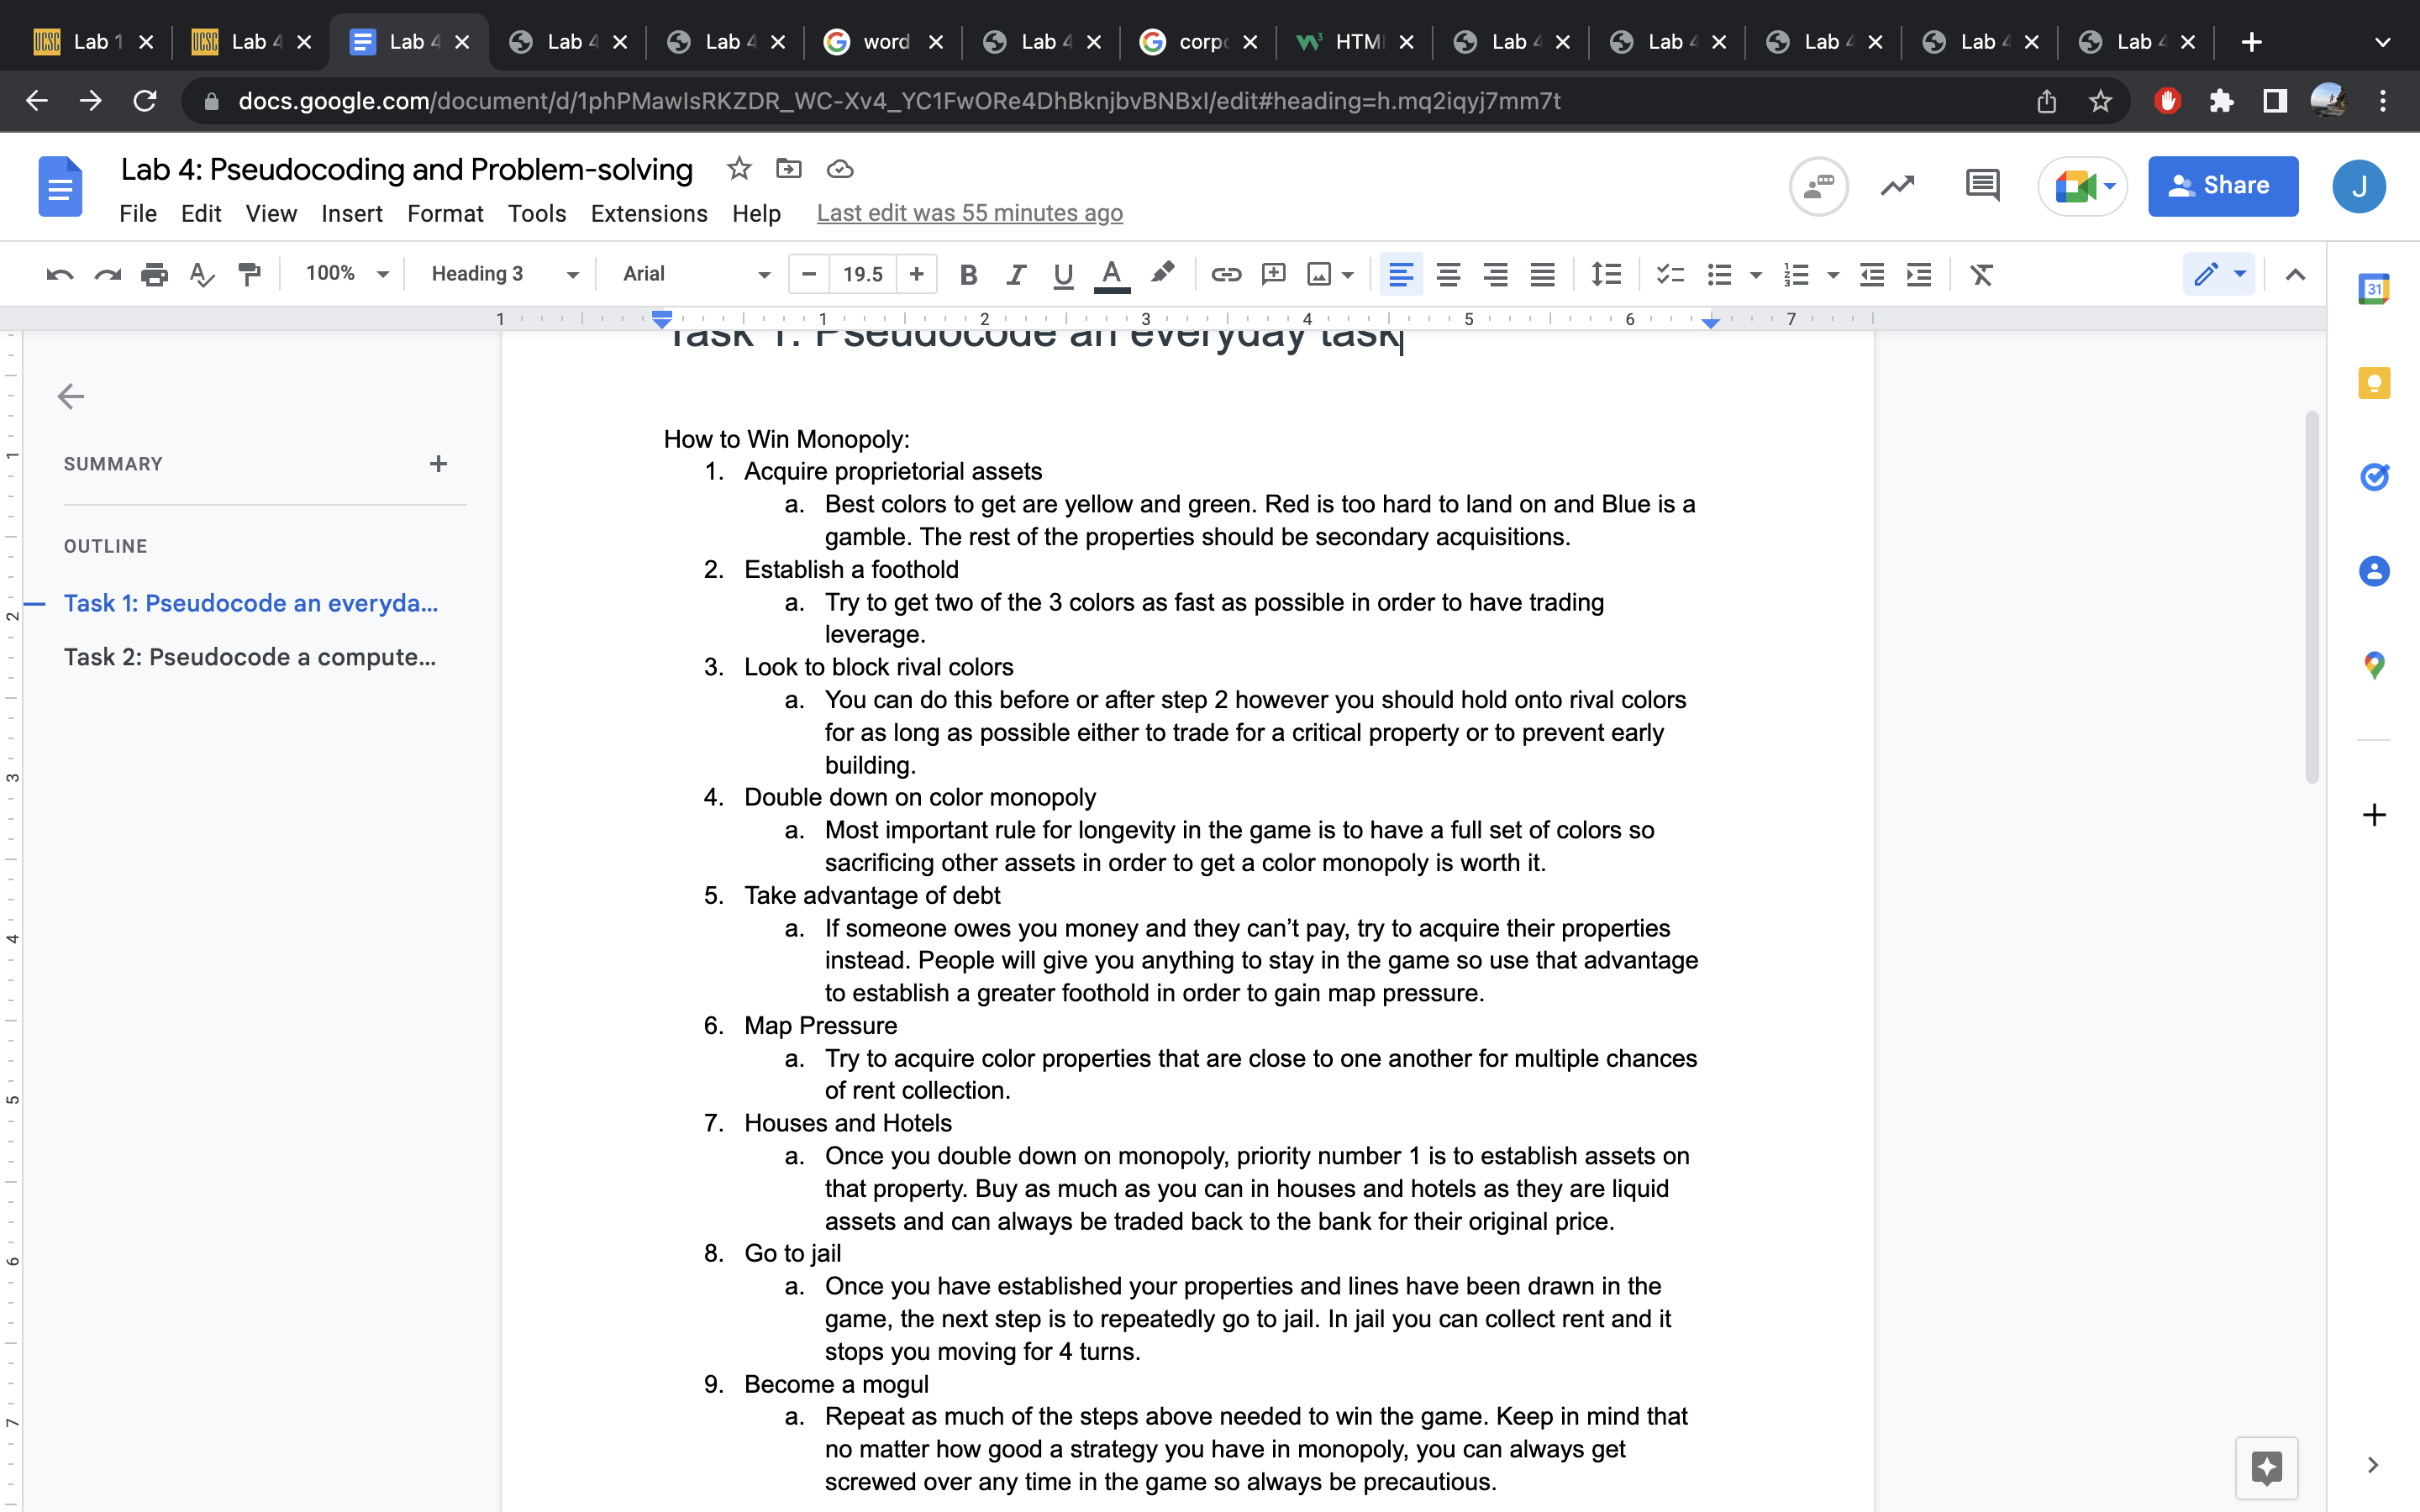 UCSC Lab 1
UCSC Lab 4
Lab 4
Lab 4
Lab 4
word
Lab 4
corp
HTM
Lab 4
Lab 4
Lab 4
Lab 4
Lab 4
docs.google.com/document/d/1phPMawIsRKZDR_WC-Xv4_YC1FwORe4DhBknjbvBNBxI/edit#heading=h.mq2iqyj7mm7t
Lab 4: Pseudocoding and Problem-solving
Share
J
File Edit View Insert Format Tools Extensions Help Last edit was 55 minutes ago
100% Heading 3 Arial − 19.5 + B I U A
31
1 1 2 3 4 5 6 7
Task 1: Pseudocode an everyday task
SUMMARY
OUTLINE
Task 1: Pseudocode an everyda...
Task 2: Pseudocode a compute...
1
2
3
4
5
6
7
How to Win Monopoly:
1. Acquire proprietorial assets
a. Best colors to get are yellow and green. Red is too hard to land on and Blue is a
gamble. The rest of the properties should be secondary acquisitions.
2. Establish a foothold
a. Try to get two of the 3 colors as fast as possible in order to have trading
leverage.
3. Look to block rival colors
a. You can do this before or after step 2 however you should hold onto rival colors
for as long as possible either to trade for a critical property or to prevent early
building.
4. Double down on color monopoly
a. Most important rule for longevity in the game is to have a full set of colors so
sacrificing other assets in order to get a color monopoly is worth it.
5. Take advantage of debt
a. If someone owes you money and they can’t pay, try to acquire their properties
instead. People will give you anything to stay in the game so use that advantage
to establish a greater foothold in order to gain map pressure.
6. Map Pressure
a. Try to acquire color properties that are close to one another for multiple chances
of rent collection.
7. Houses and Hotels
a. Once you double down on monopoly, priority number 1 is to establish assets on
that property. Buy as much as you can in houses and hotels as they are liquid
assets and can always be traded back to the bank for their original price.
8. Go to jail
a. Once you have established your properties and lines have been drawn in the
game, the next step is to repeatedly go to jail. In jail you can collect rent and it
stops you moving for 4 turns.
9. Become a mogul
a. Repeat as much of the steps above needed to win the game. Keep in mind that
no matter how good a strategy you have in monopoly, you can always get
screwed over any time in the game so always be precautious.